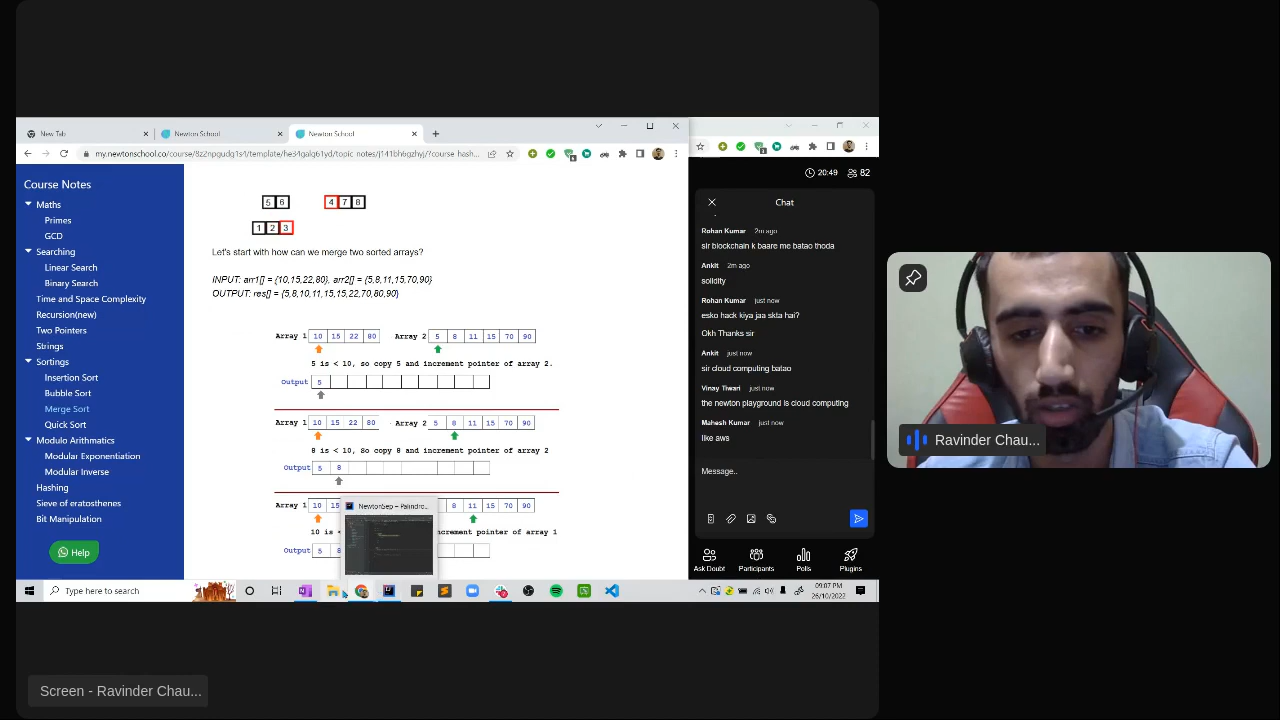 New Tab
Newton School
Newton School
my.newtonschool.co/course/8z2npgudg1s4/template/he34galq61yd/topic_notes/j141bh6gzhyj/?course_hash...
Course Notes
Maths
Primes
GCD
Searching
Linear Search
Binary Search
Time and Space Complexity
Recursion(new)
Two Pointers
Strings
Sortings
Insertion Sort
Bubble Sort
Merge Sort
Quick Sort
Modulo Arithmatics
Modular Exponentiation
Modular Inverse
Hashing
Sieve of eratosthenes
Bit Manipulation
Help
5 6 4 7 8
1 2 3
Let's start with how can we merge two sorted arrays?
INPUT: arr1[] = {10,15,22,80}, arr2[] = {5,8,11,15,70,90}
OUTPUT: res[] = {5,8,10,11,15,15,22,70,80,90}
Array 1 10 15 22 80 Array 2 5 8 11 15 70 90
5 is < 10, so copy 5 and increment pointer of array 2.
Output 5
Array 1 10 15 22 80 Array 2 5 8 11 15 70 90
8 is < 10, So copy 8 and increment pointer of array 2
Output 5 8
Array 1 10 15 8 11 15 70 90
10 is < increment pointer of array 1
Output 5 8
NewtonSep – Palindro...
20:49 82
Chat
Rohan Kumar 2m ago
sir blockchain k baare me batao thoda
Ankit 2m ago
solidity
Rohan Kumar just now
esko hack kiya jaa skta hai?
Okh Thanks sir
Ankit just now
sir cloud computing batao
Vinay Tiwari just now
the newton playground is cloud computing
Mahesh Kumar just now
like aws
Message..
Ask Doubt Participants Polls Plugins
Type here to search
09:07 PM
26/10/2022
Ravinder Chau...
Screen - Ravinder Chau...